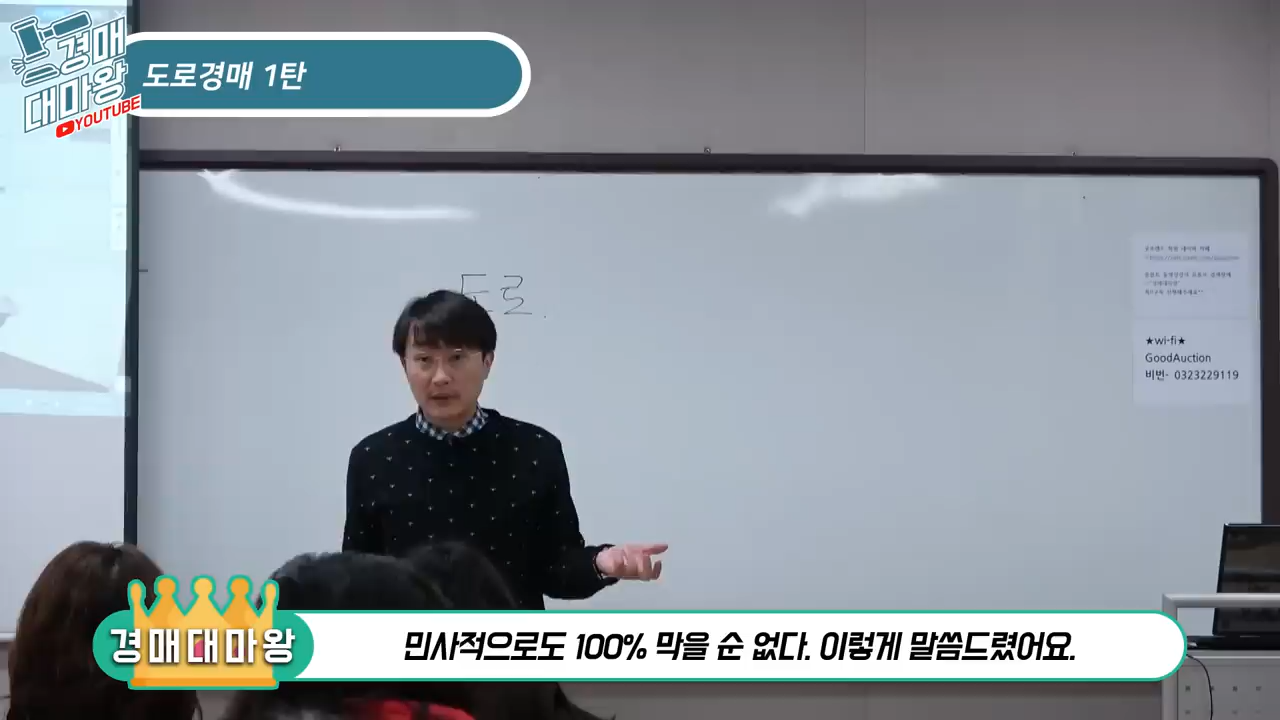 경매
대마왕
YOUTUBE
도로경매 1탄
도로
★wi-fi★
GoodAuction
비번- 0323229119
경매대마왕
민사적으로도 100% 막을 순 없다. 이렇게 말씀드렸어요.